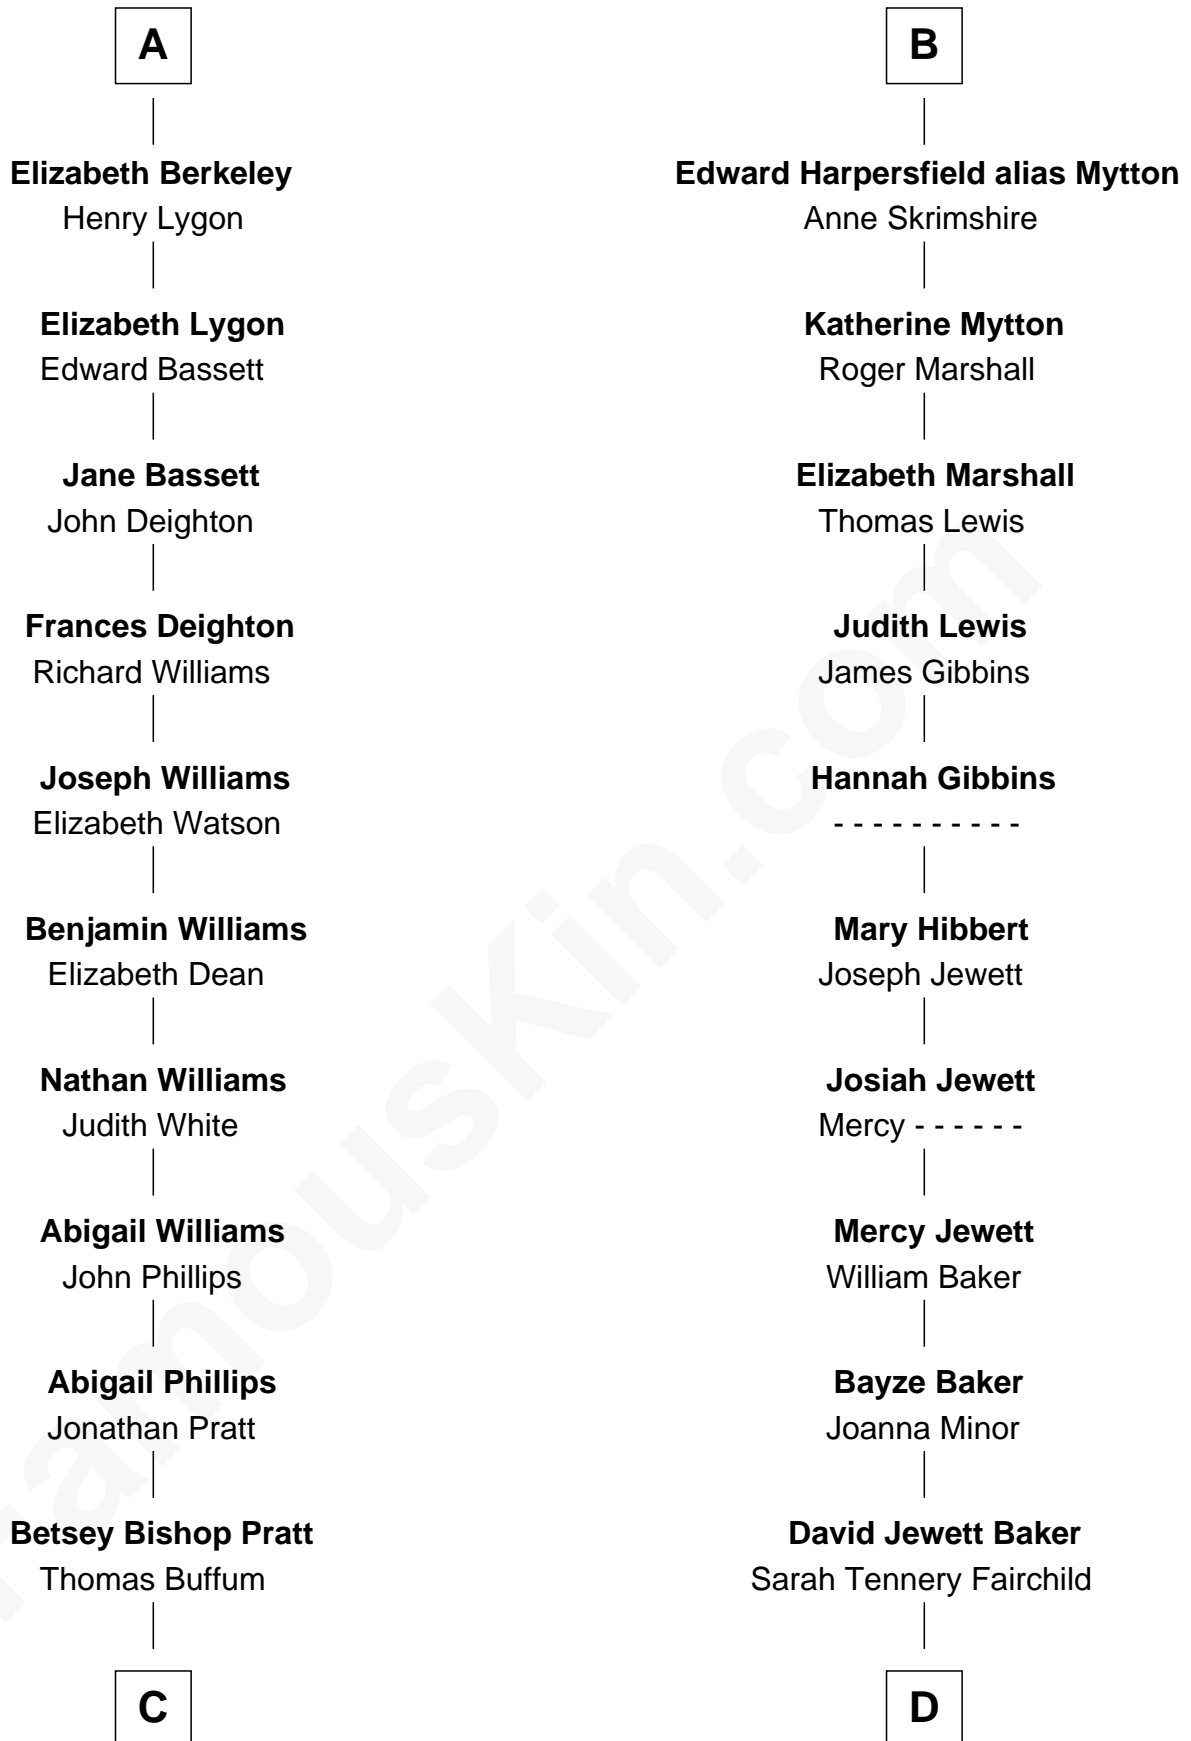 A
Elizabeth Berkeley
Henry Lygon
Elizabeth Lygon
Edward Bassett
Jane Bassett
John Deighton
Frances Deighton
Richard Williams
Joseph Williams
Elizabeth Watson
Benjamin Williams
Elizabeth Dean
Nathan Williams
Judith White
Abigail Williams
John Phillips
Abigail Phillips
Jonathan Pratt
Betsey Bishop Pratt
Thomas Buffum
C
B
Edward Harpersfield alias Mytton
Anne Skrimshire
Katherine Mytton
Roger Marshall
Elizabeth Marshall
Thomas Lewis
Judith Lewis
James Gibbins
Hannah Gibbins
- - - - - - - - - -
Mary Hibbert
Joseph Jewett
Josiah Jewett
Mercy - - - - - -
Mercy Jewett
William Baker
Bayze Baker
Joanna Minor
David Jewett Baker
Sarah Tennery Fairchild
D
FamousKin.com